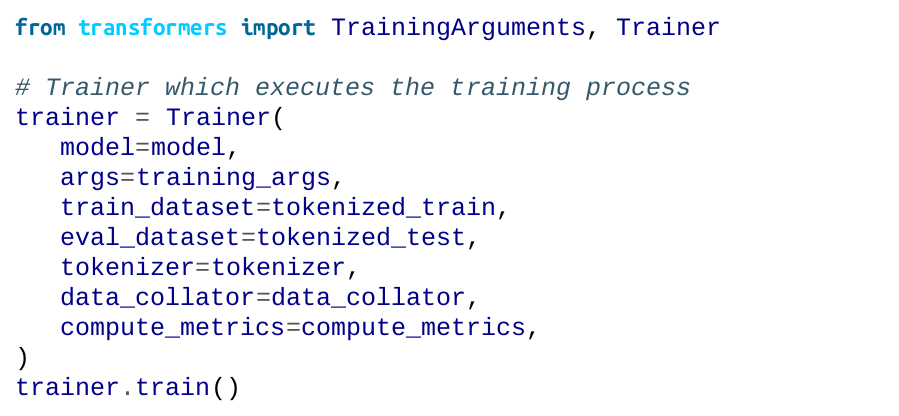 from transformers import TrainingArguments, Trainer

# Trainer which executes the training process
trainer = Trainer(
   model=model,
   args=training_args,
   train_dataset=tokenized_train,
   eval_dataset=tokenized_test,
   tokenizer=tokenizer,
   data_collator=data_collator,
   compute_metrics=compute_metrics,
)
trainer.train()